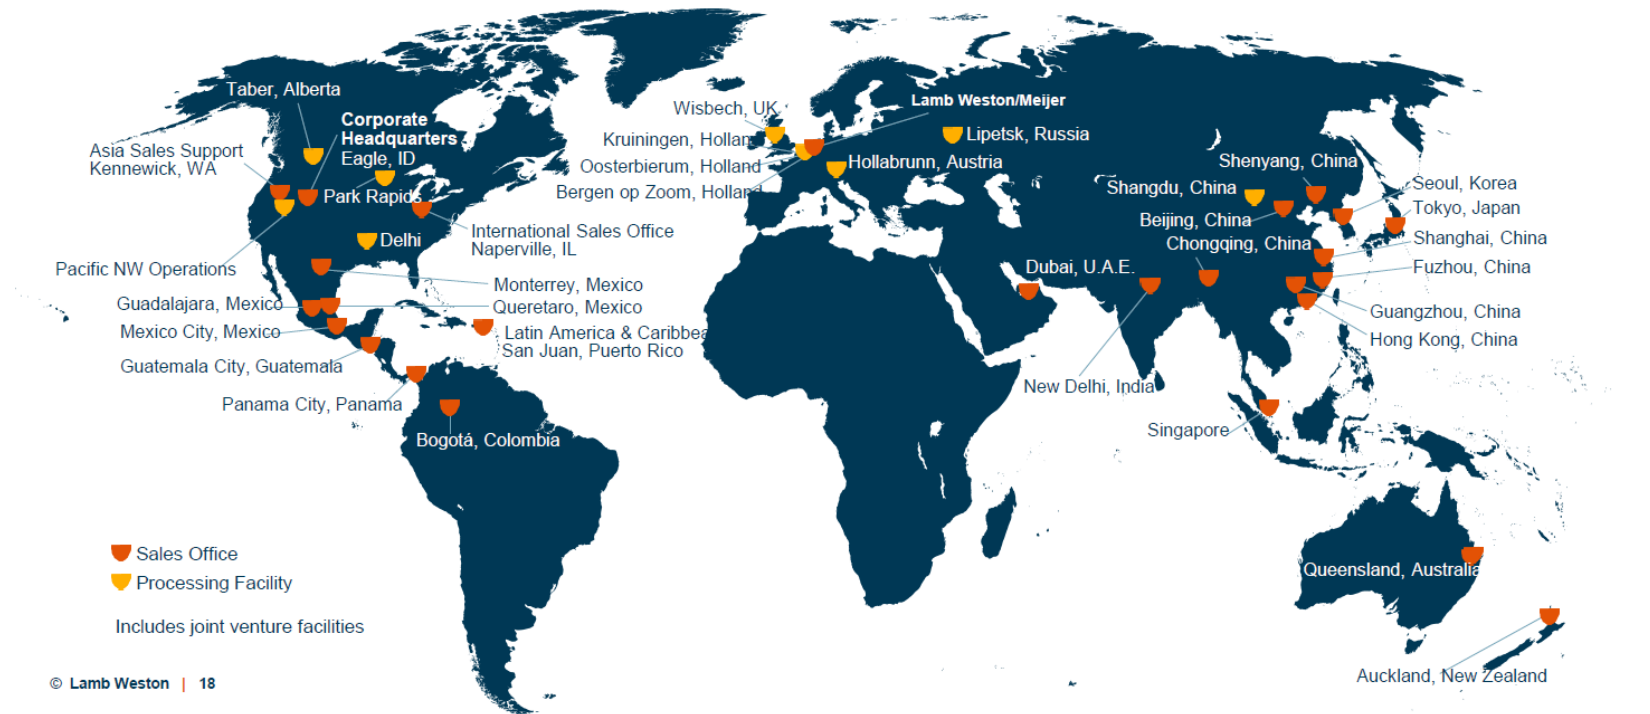 Taber, Alberta
Corporate
Headquarters
Eagle, ID
Asia Sales Support
Kennewick, WA
Park Rapids
International Sales Office
Naperville, IL
Delhi
Pacific NW Operations
Monterrey, Mexico
Guadalajara, Mexico
Queretaro, Mexico
Mexico City, Mexico
Latin America & Caribbea
San Juan, Puerto Rico
Guatemala City, Guatemala
Panama City, Panama
Bogotá, Colombia
Wisbech, UK
Lamb Weston/Meijer
Kruiningen, Hollan
Lipetsk, Russia
Oosterbierum, Holland
Hollabrunn, Austria
Bergen op Zoom, Holland
Shenyang, China
Shangdu, China
Seoul, Korea
Beijing, China
Tokyo, Japan
Chongqing, China
Shanghai, China
Dubai, U.A.E.
Fuzhou, China
Guangzhou, China
Hong Kong, China
New Delhi, India
Singapore
Queensland, Australia
Auckland, New Zealand
Sales Office
Processing Facility
Includes joint venture facilities
© Lamb Weston | 18